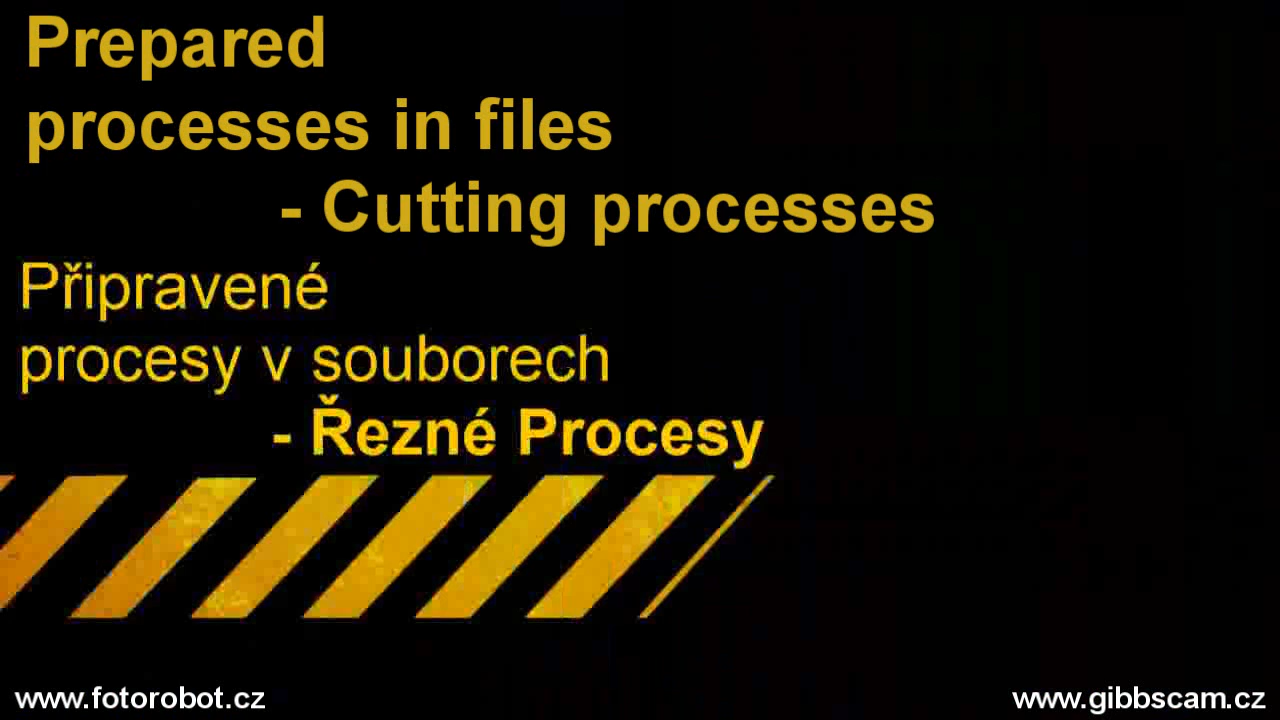 Prepared
processes in files
- Cutting processes
Připravené
procesy v souborech
- Řezné Procesy
www.fotorobot.cz
www.gibbscam.cz